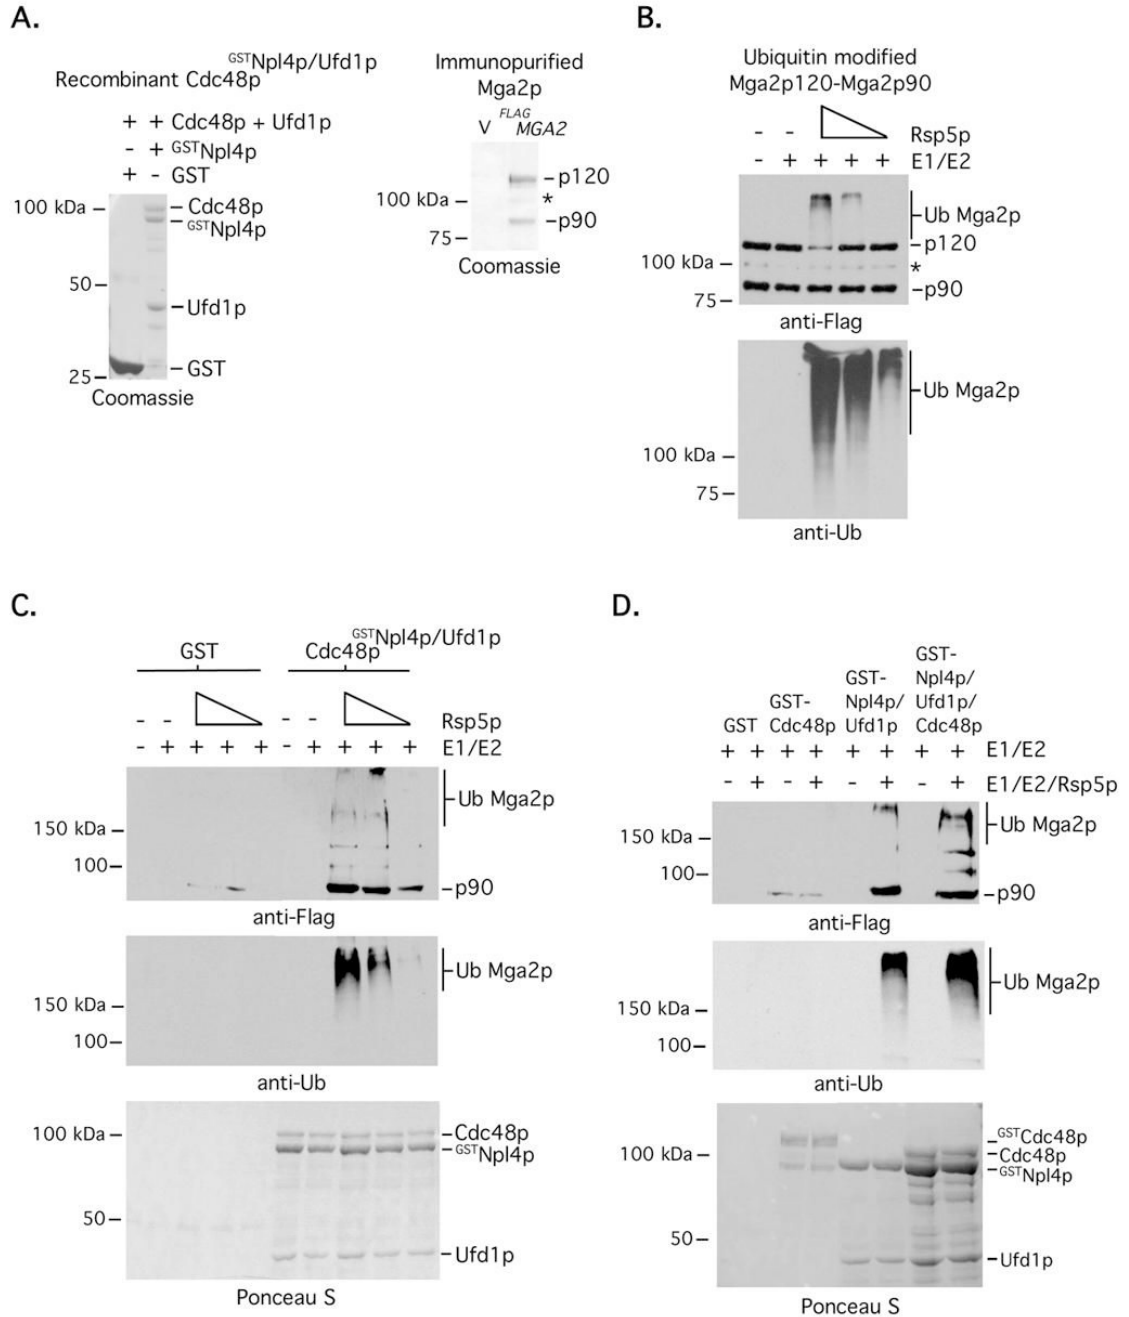 A.
Recombinant Cdc48p GSTNpl4p/Ufd1p
+ + Cdc48p + Ufd1p
- + GSTNpl4p
+ - GST
100 kDa
Cdc48p
GSTNpl4p
50
Ufd1p
GST
25
Coomassie
Immunopurified
Mga2p
V FLAG MGA2
p120
100 kDa
*
p90
75
Coomassie
B.
Ubiquitin modified
Mga2p120-Mga2p90
- - Rsp5p
- + + + + E1/E2
Ub Mga2p
p120
100 kDa
*
p90
75
anti-Flag
Ub Mga2p
100 kDa
75
anti-Ub
C.
GST
Cdc48p GSTNpl4p/Ufd1p
- - - - Rsp5p
- + + + + - + + + + E1/E2
Ub Mga2p
150 kDa
100
p90
anti-Flag
Ub Mga2p
150 kDa
100
anti-Ub
100 kDa
Cdc48p
GSTNpl4p
50
Ufd1p
Ponceau S
D.
GST
GST-
Cdc48p
GST-
Npl4p/
Ufd1p
GST-
Npl4p/
Ufd1p/
Cdc48p
+ + + + + + E1/E2
- + - + - + - + E1/E2/Rsp5p
Ub Mga2p
150 kDa
100
p90
anti-Flag
Ub Mga2p
150 kDa
100
anti-Ub
GSTCdc48p
Cdc48p
100 kDa
GSTNpl4p
50
Ufd1p
Ponceau S